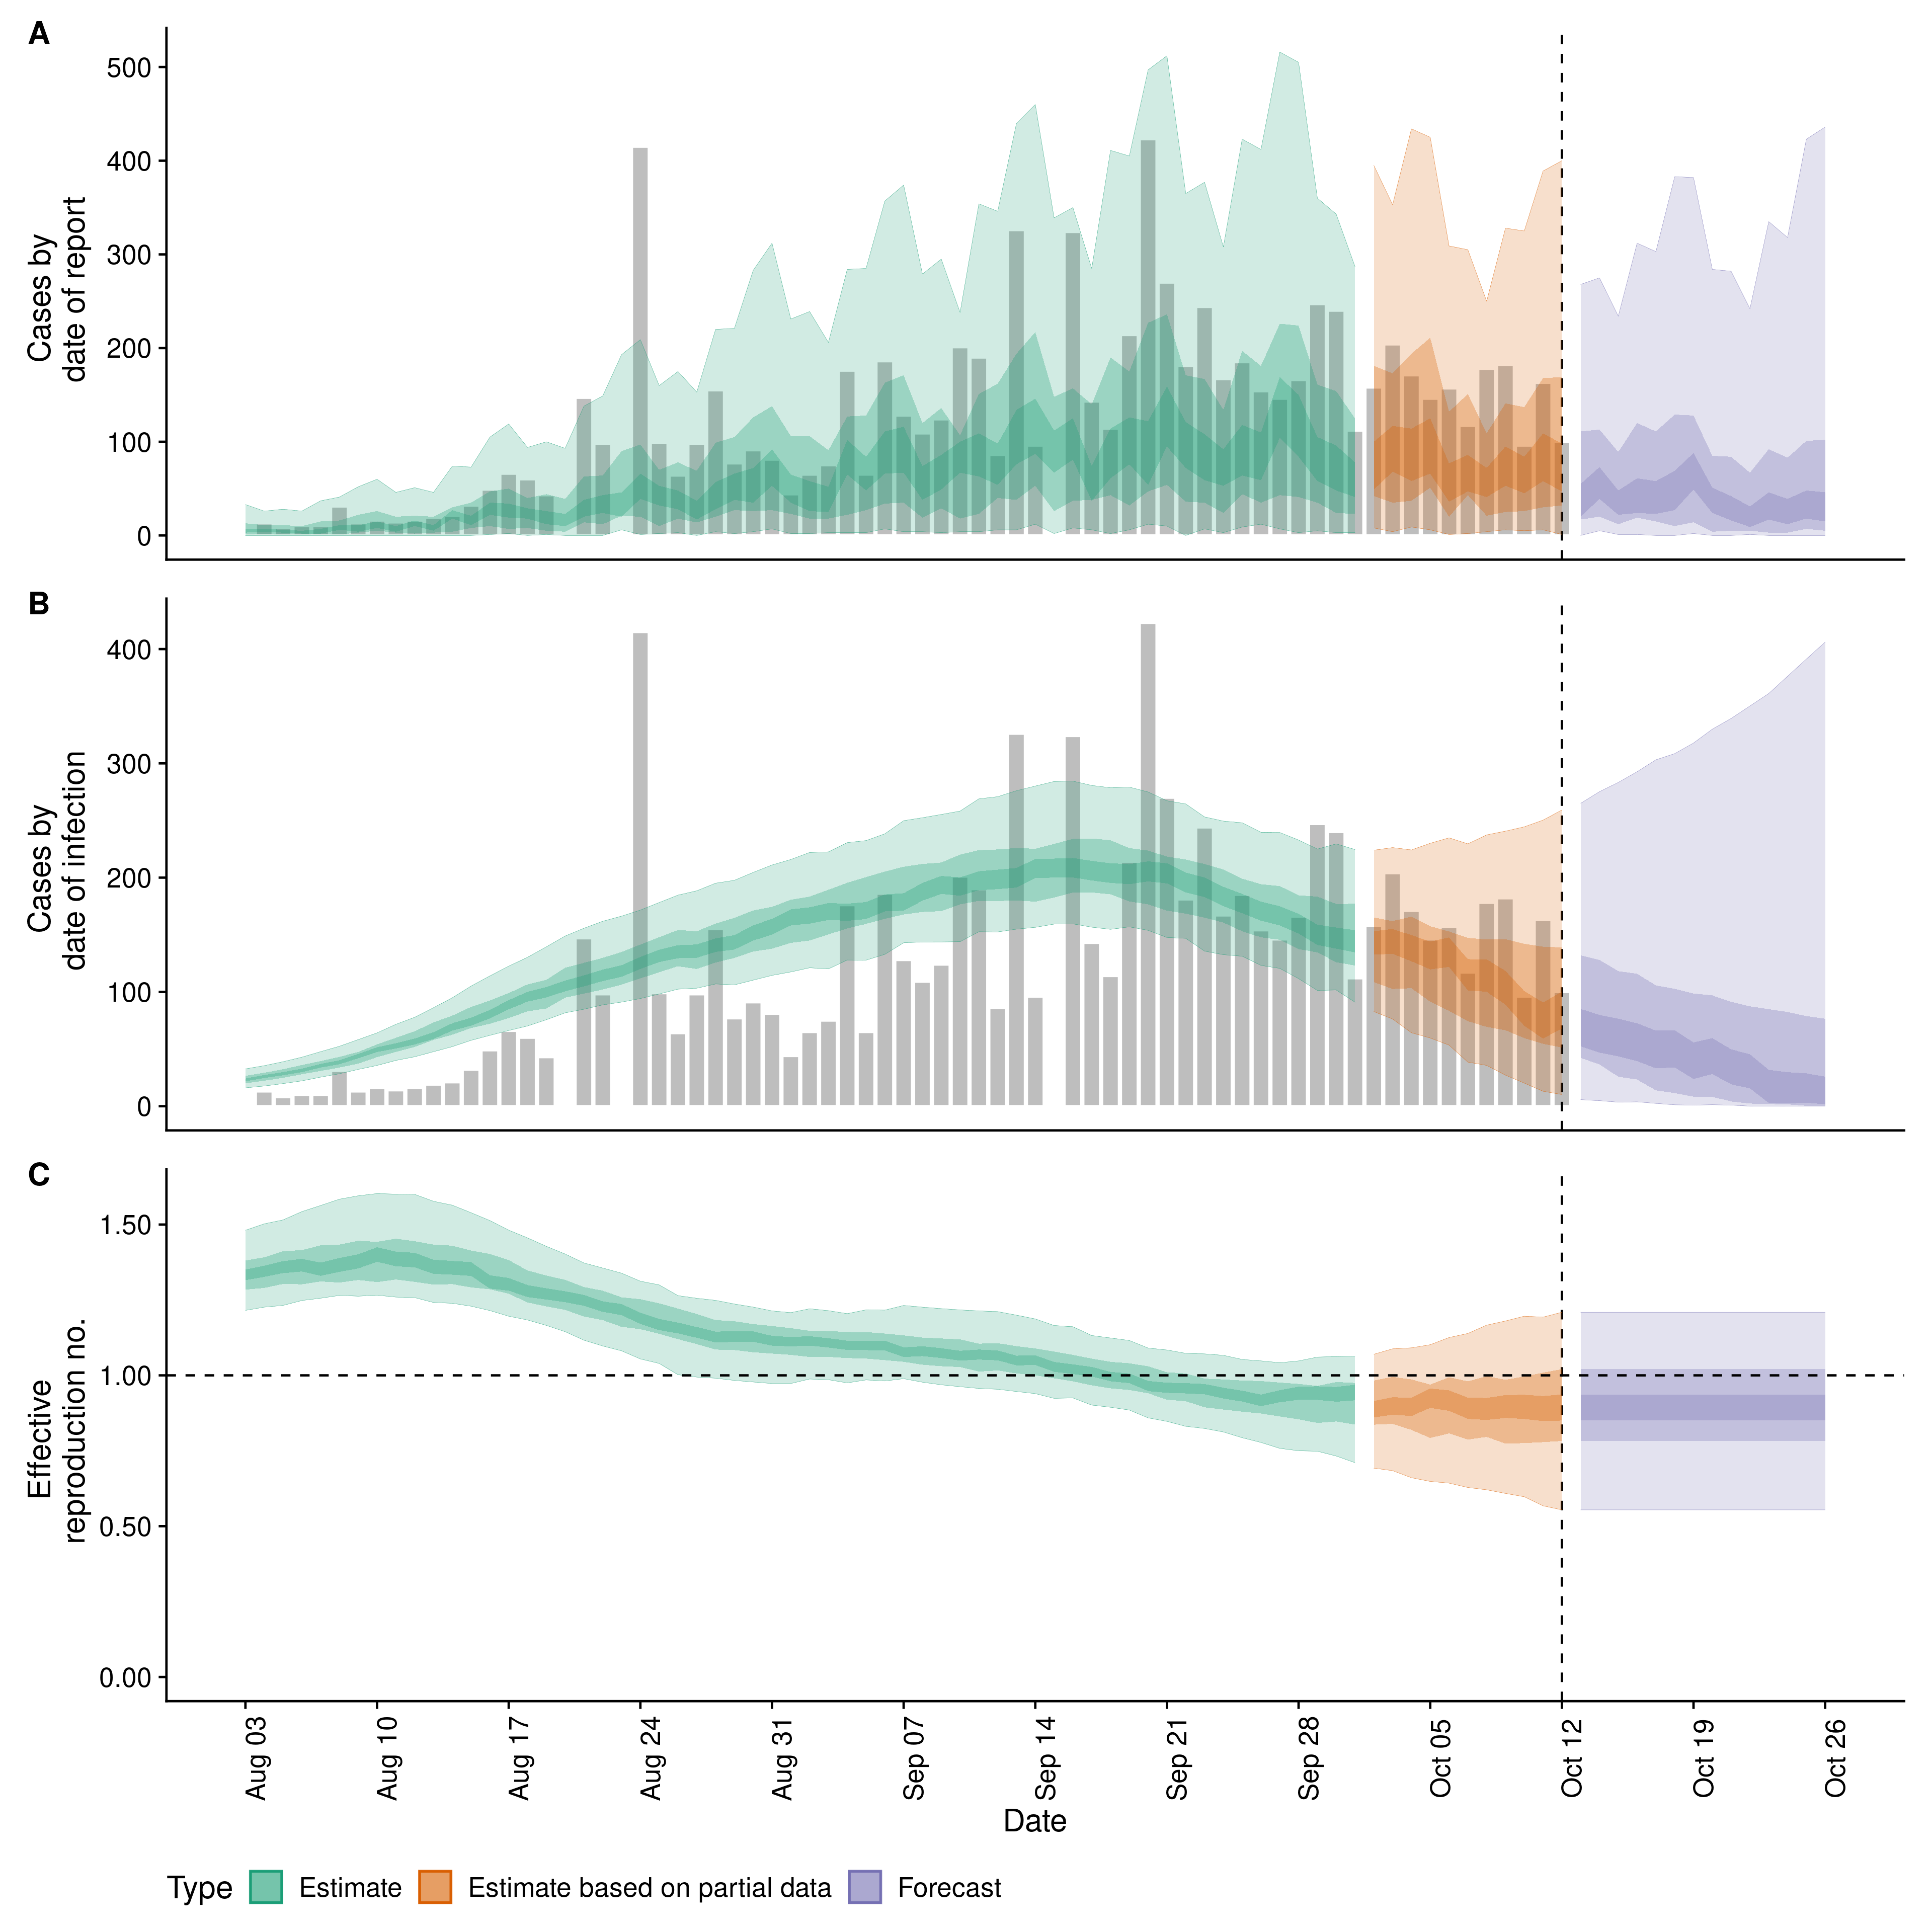 A
500
400
300
200
100
0
Cases by
date of report
B
400
300
200
100
0
Cases by
date of infection
C
1.50
1.00
0.50
0.00
Effective
reproduction no.
Aug 03
Aug 10
Aug 17
Aug 24
Aug 31
Sep 07
Sep 14
Sep 21
Sep 28
Oct 05
Oct 12
Oct 19
Oct 26
Date
Type Estimate Estimate based on partial data Forecast